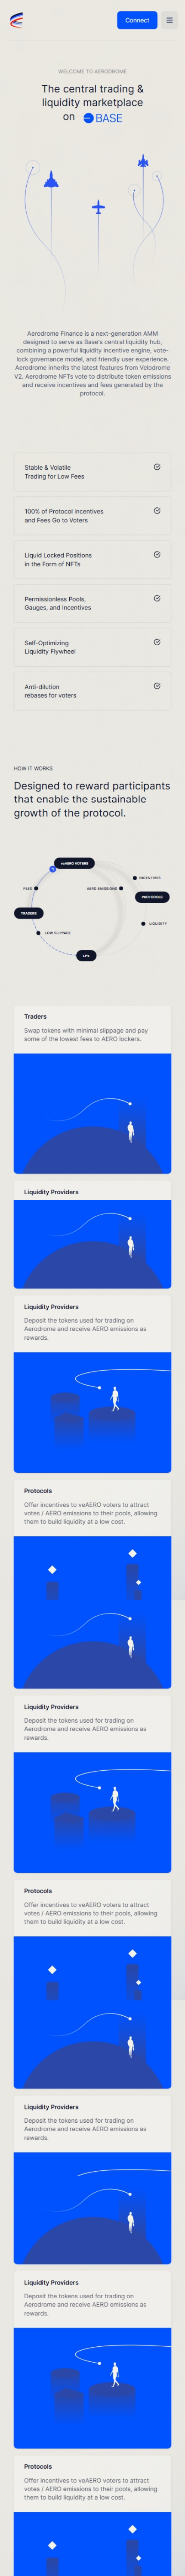 Connect
WELCOME TO AERODROME
The central trading &
liquidity marketplace
on BASE
Aerodrome Finance is a next-generation AMM
designed to serve as Base's central liquidity hub,
combining a powerful liquidity incentive engine, vote-
lock governance model, and friendly user experience.
Aerodrome inherits the latest features from Velodrome
V2. Aerodrome NFTs vote to distribute token emissions
and receive incentives and fees generated by the
protocol.
Stable & Volatile
Trading for Low Fees
100% of Protocol Incentives
and Fees Go to Voters
Liquid Locked Positions
in the Form of NFTs
Permissionless Pools,
Gauges, and Incentives
Self-Optimizing
Liquidity Flywheel
Anti-dilution
rebases for voters
HOW IT WORKS
Designed to reward participants
that enable the sustainable
growth of the protocol.
veAERO VOTERS
INCENTIVES
FEES
AERO EMISSIONS
PROTOCOLS
TRADERS
LIQUIDITY
LOW SLIPPAGE
LPs
Traders
Swap tokens with minimal slippage and pay
some of the lowest fees to AERO lockers.
Liquidity Providers
Liquidity Providers
Deposit the tokens used for trading on
Aerodrome and receive AERO emissions as
rewards.
Protocols
Offer incentives to veAERO voters to attract
votes / AERO emissions to their pools, allowing
them to build liquidity at a low cost.
Liquidity Providers
Deposit the tokens used for trading on
Aerodrome and receive AERO emissions as
rewards.
Protocols
Offer incentives to veAERO voters to attract
votes / AERO emissions to their pools, allowing
them to build liquidity at a low cost.
Liquidity Providers
Deposit the tokens used for trading on
Aerodrome and receive AERO emissions as
rewards.
Liquidity Providers
Deposit the tokens used for trading on
Aerodrome and receive AERO emissions as
rewards.
Protocols
Offer incentives to veAERO voters to attract
votes / AERO emissions to their pools, allowing
them to build liquidity at a low cost.